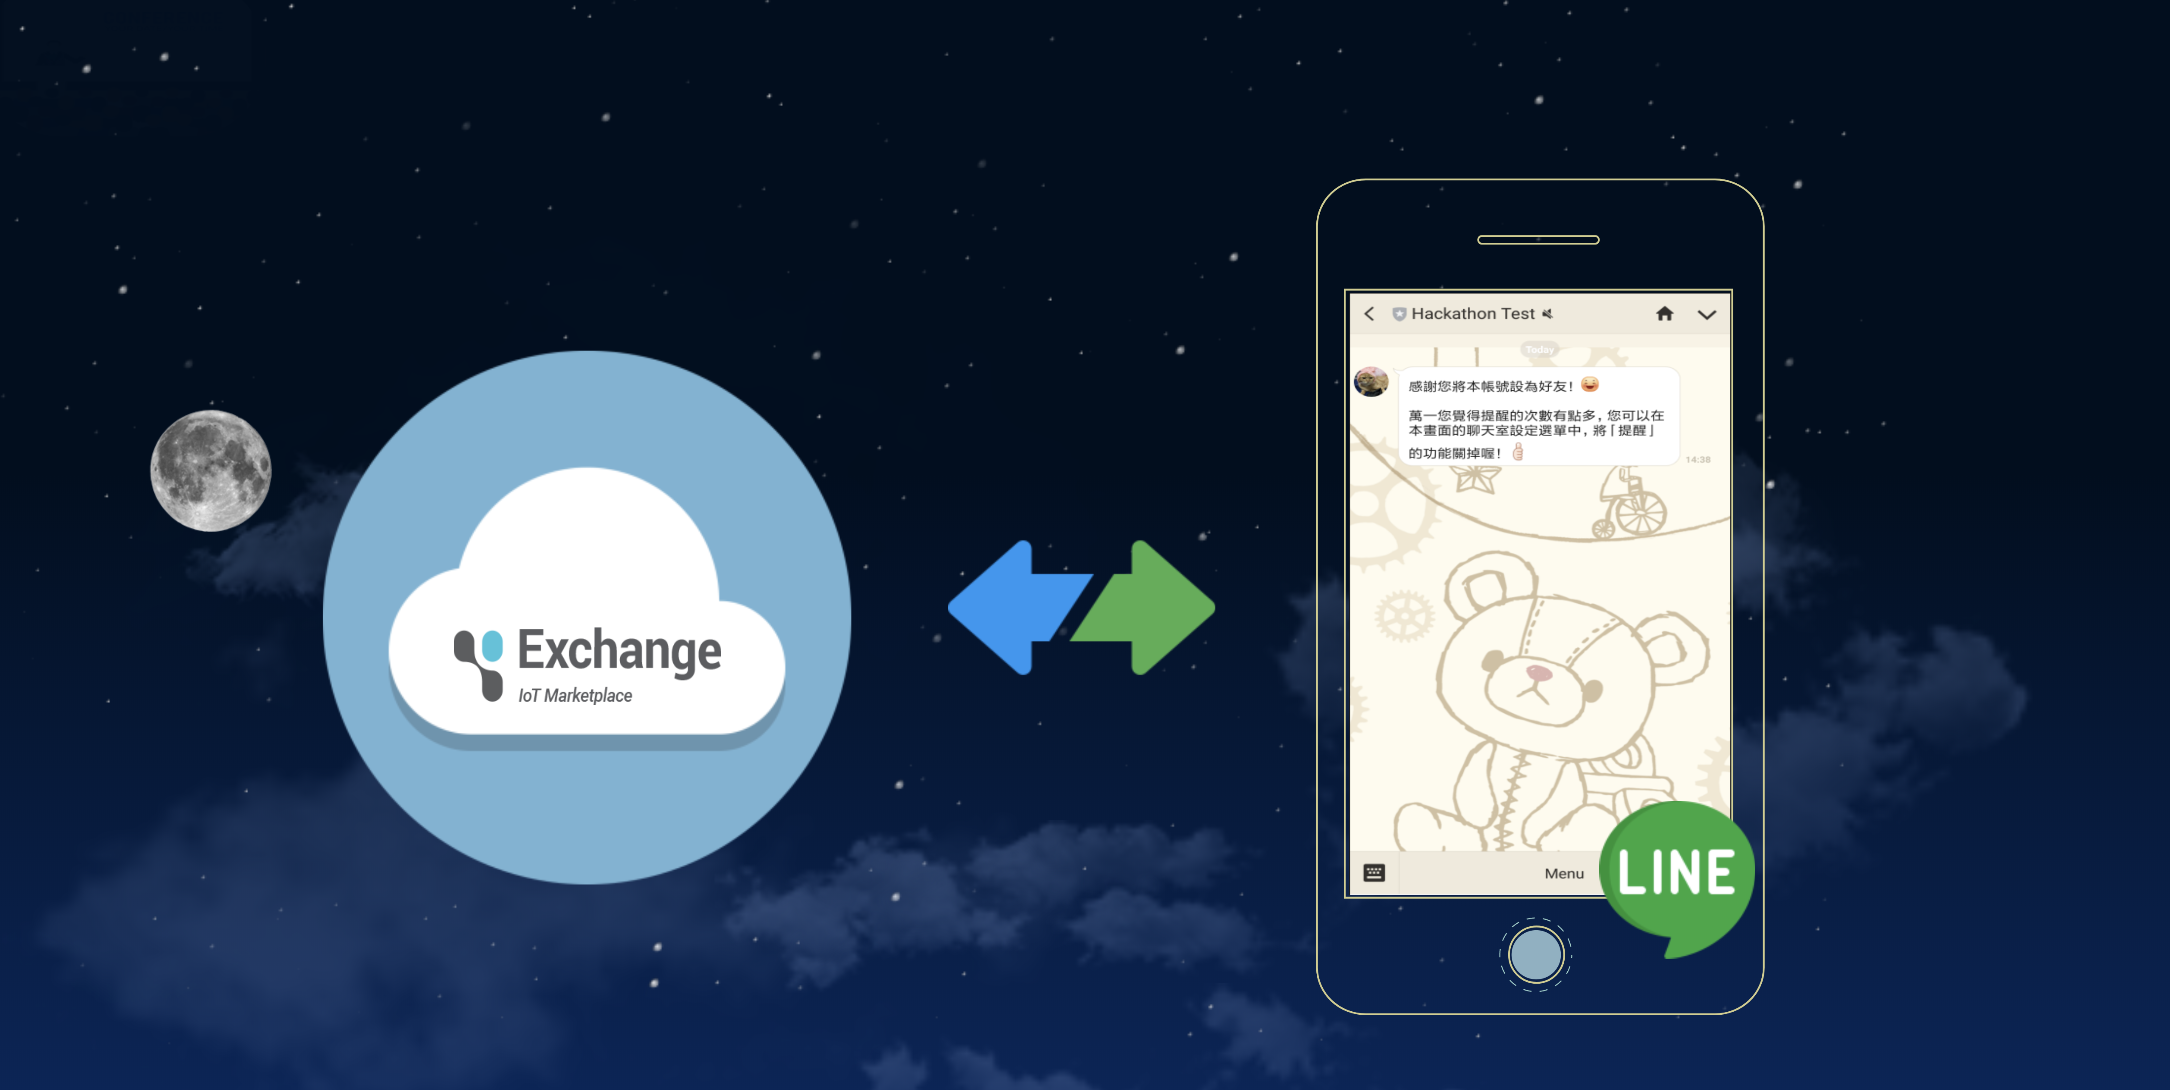 Exchange
IoT Marketplace
Hackathon Test
Today
感謝您將本帳號設為好友!
萬一您覺得提醒的次數有點多, 您可以在
本畫面的聊天室設定選單中, 將「提醒」
的功能關掉喔!
14:38
Menu
LINE